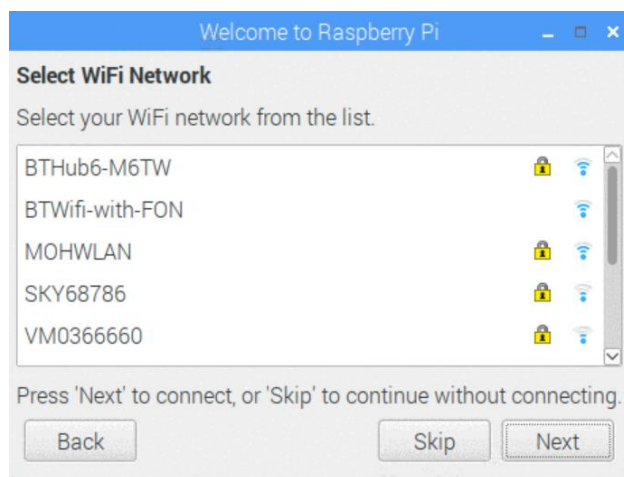 Welcome to Raspberry Pi
Select WiFi Network
Select your WiFi network from the list.
BTHub6-M6TW
BTWifi-with-FON
MOHWLAN
SKY68786
VM0366660
Press 'Next' to connect, or 'Skip' to continue without connecting.
Back Skip Next